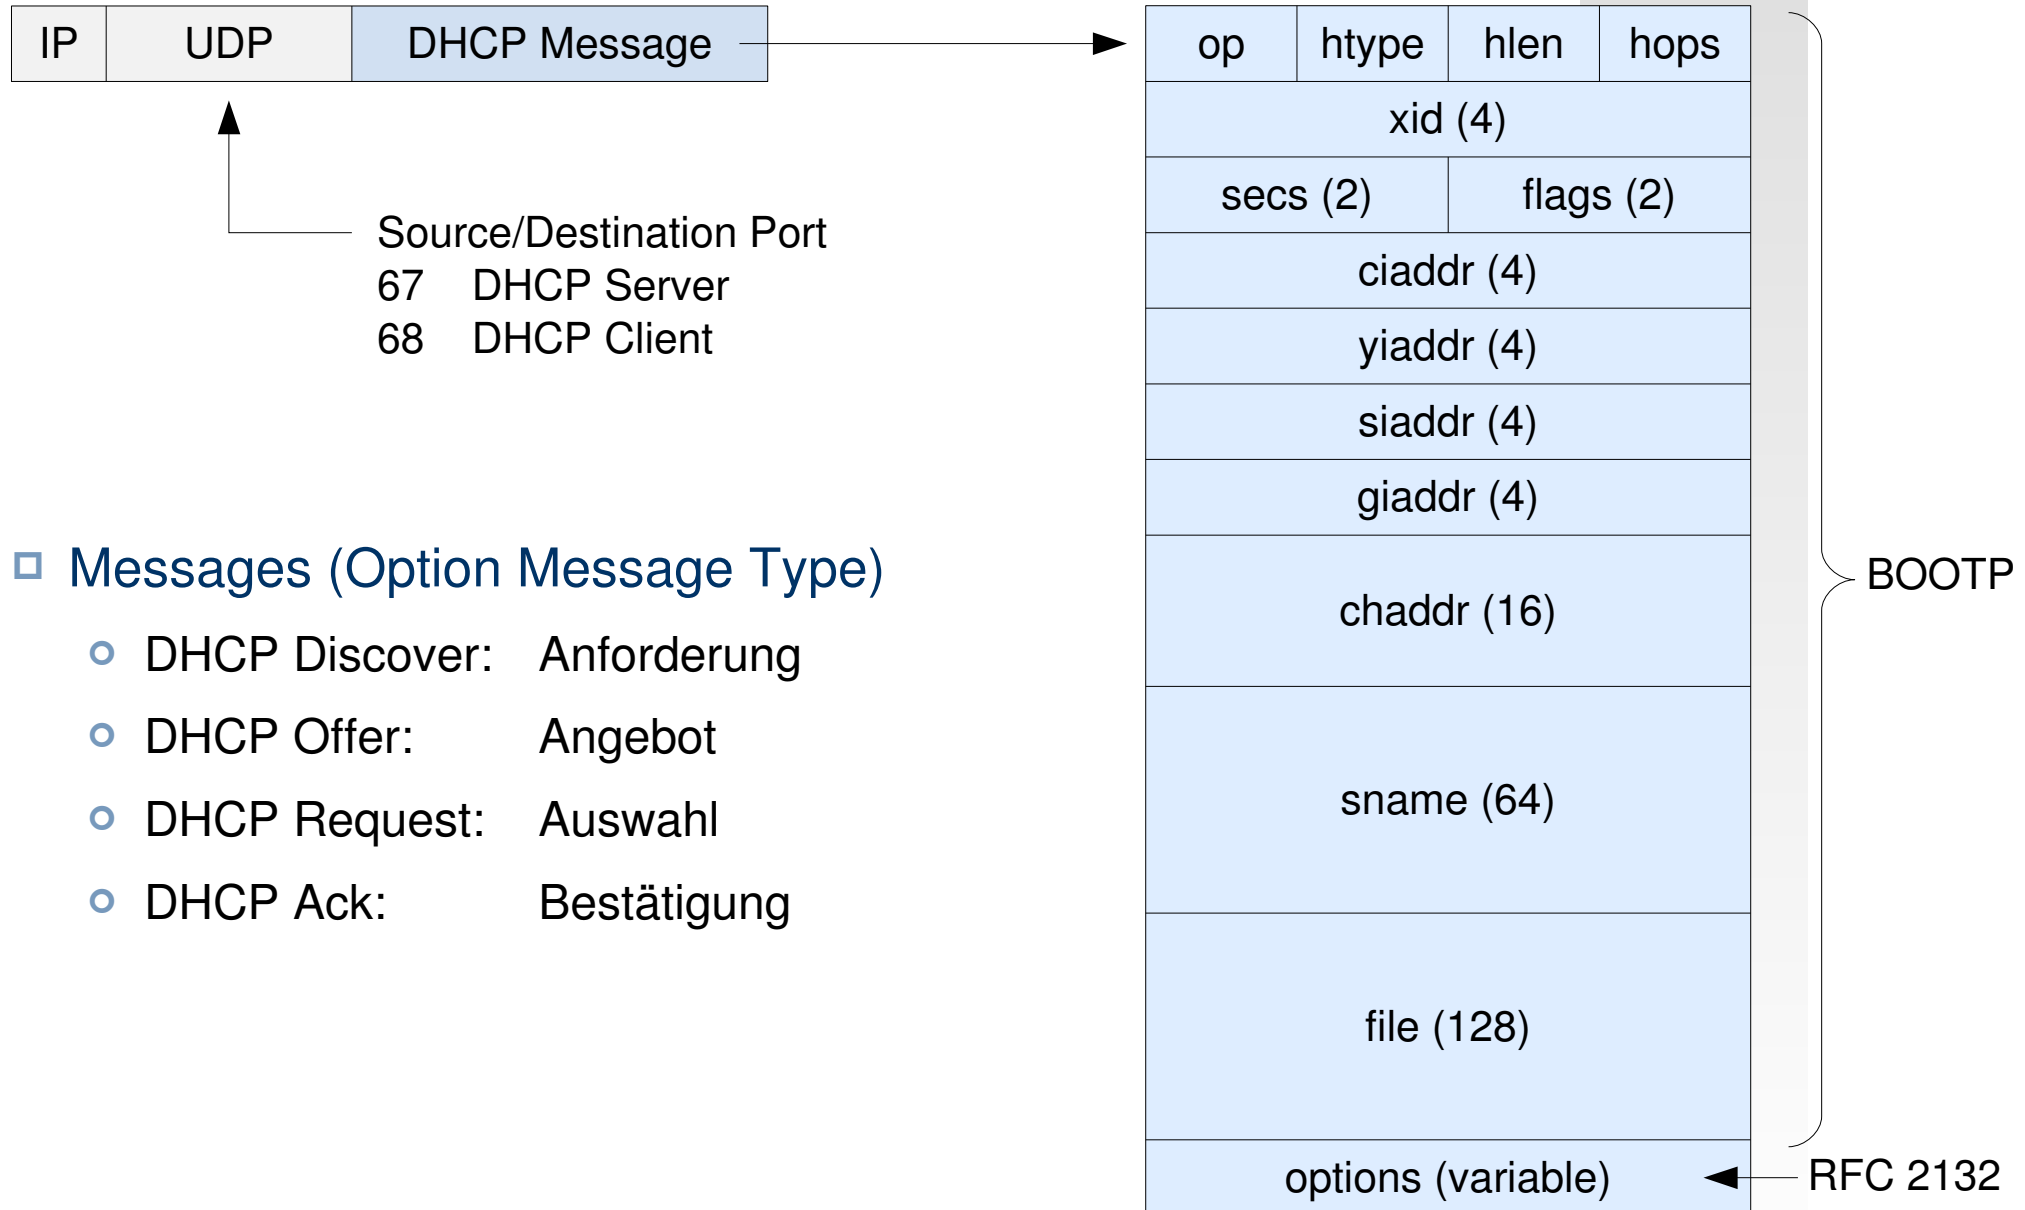 IP UDP DHCP Message
Source/Destination Port
67 DHCP Server
68 DHCP Client
Messages (Option Message Type)
DHCP Discover: Anforderung
DHCP Offer: Angebot
DHCP Request: Auswahl
DHCP Ack: Bestätigung
op htype hlen hops
xid (4)
secs (2) flags (2)
ciaddr (4)
yiaddr (4)
siaddr (4)
giaddr (4)
chaddr (16)
sname (64)
file (128)
options (variable)
BOOTP
RFC 2132